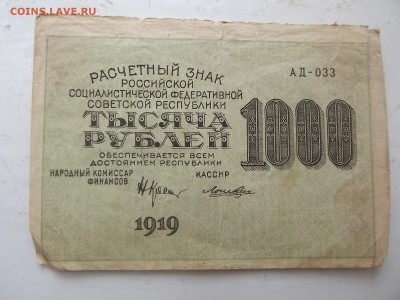 COINS.LAVE.RU
РАСЧЕТНЫЙ ЗНАК
РОССИЙСКОЙ
СОЦИАЛИСТИЧЕСКОЙ ФЕДЕРАТИВНОЙ
СОВЕТСКОЙ РЕСПУБЛИКИ
АД-033
ТЫСЯЧА
РУБЛЕЙ
1000
ОБЕСПЕЧИВАЕТСЯ ВСЕМ
ДОСТОЯНИЕМ РЕСПУБЛИКИ
НАРОДНЫЙ КОМИССАР
ФИНАНСОВ
КАССИР
1919